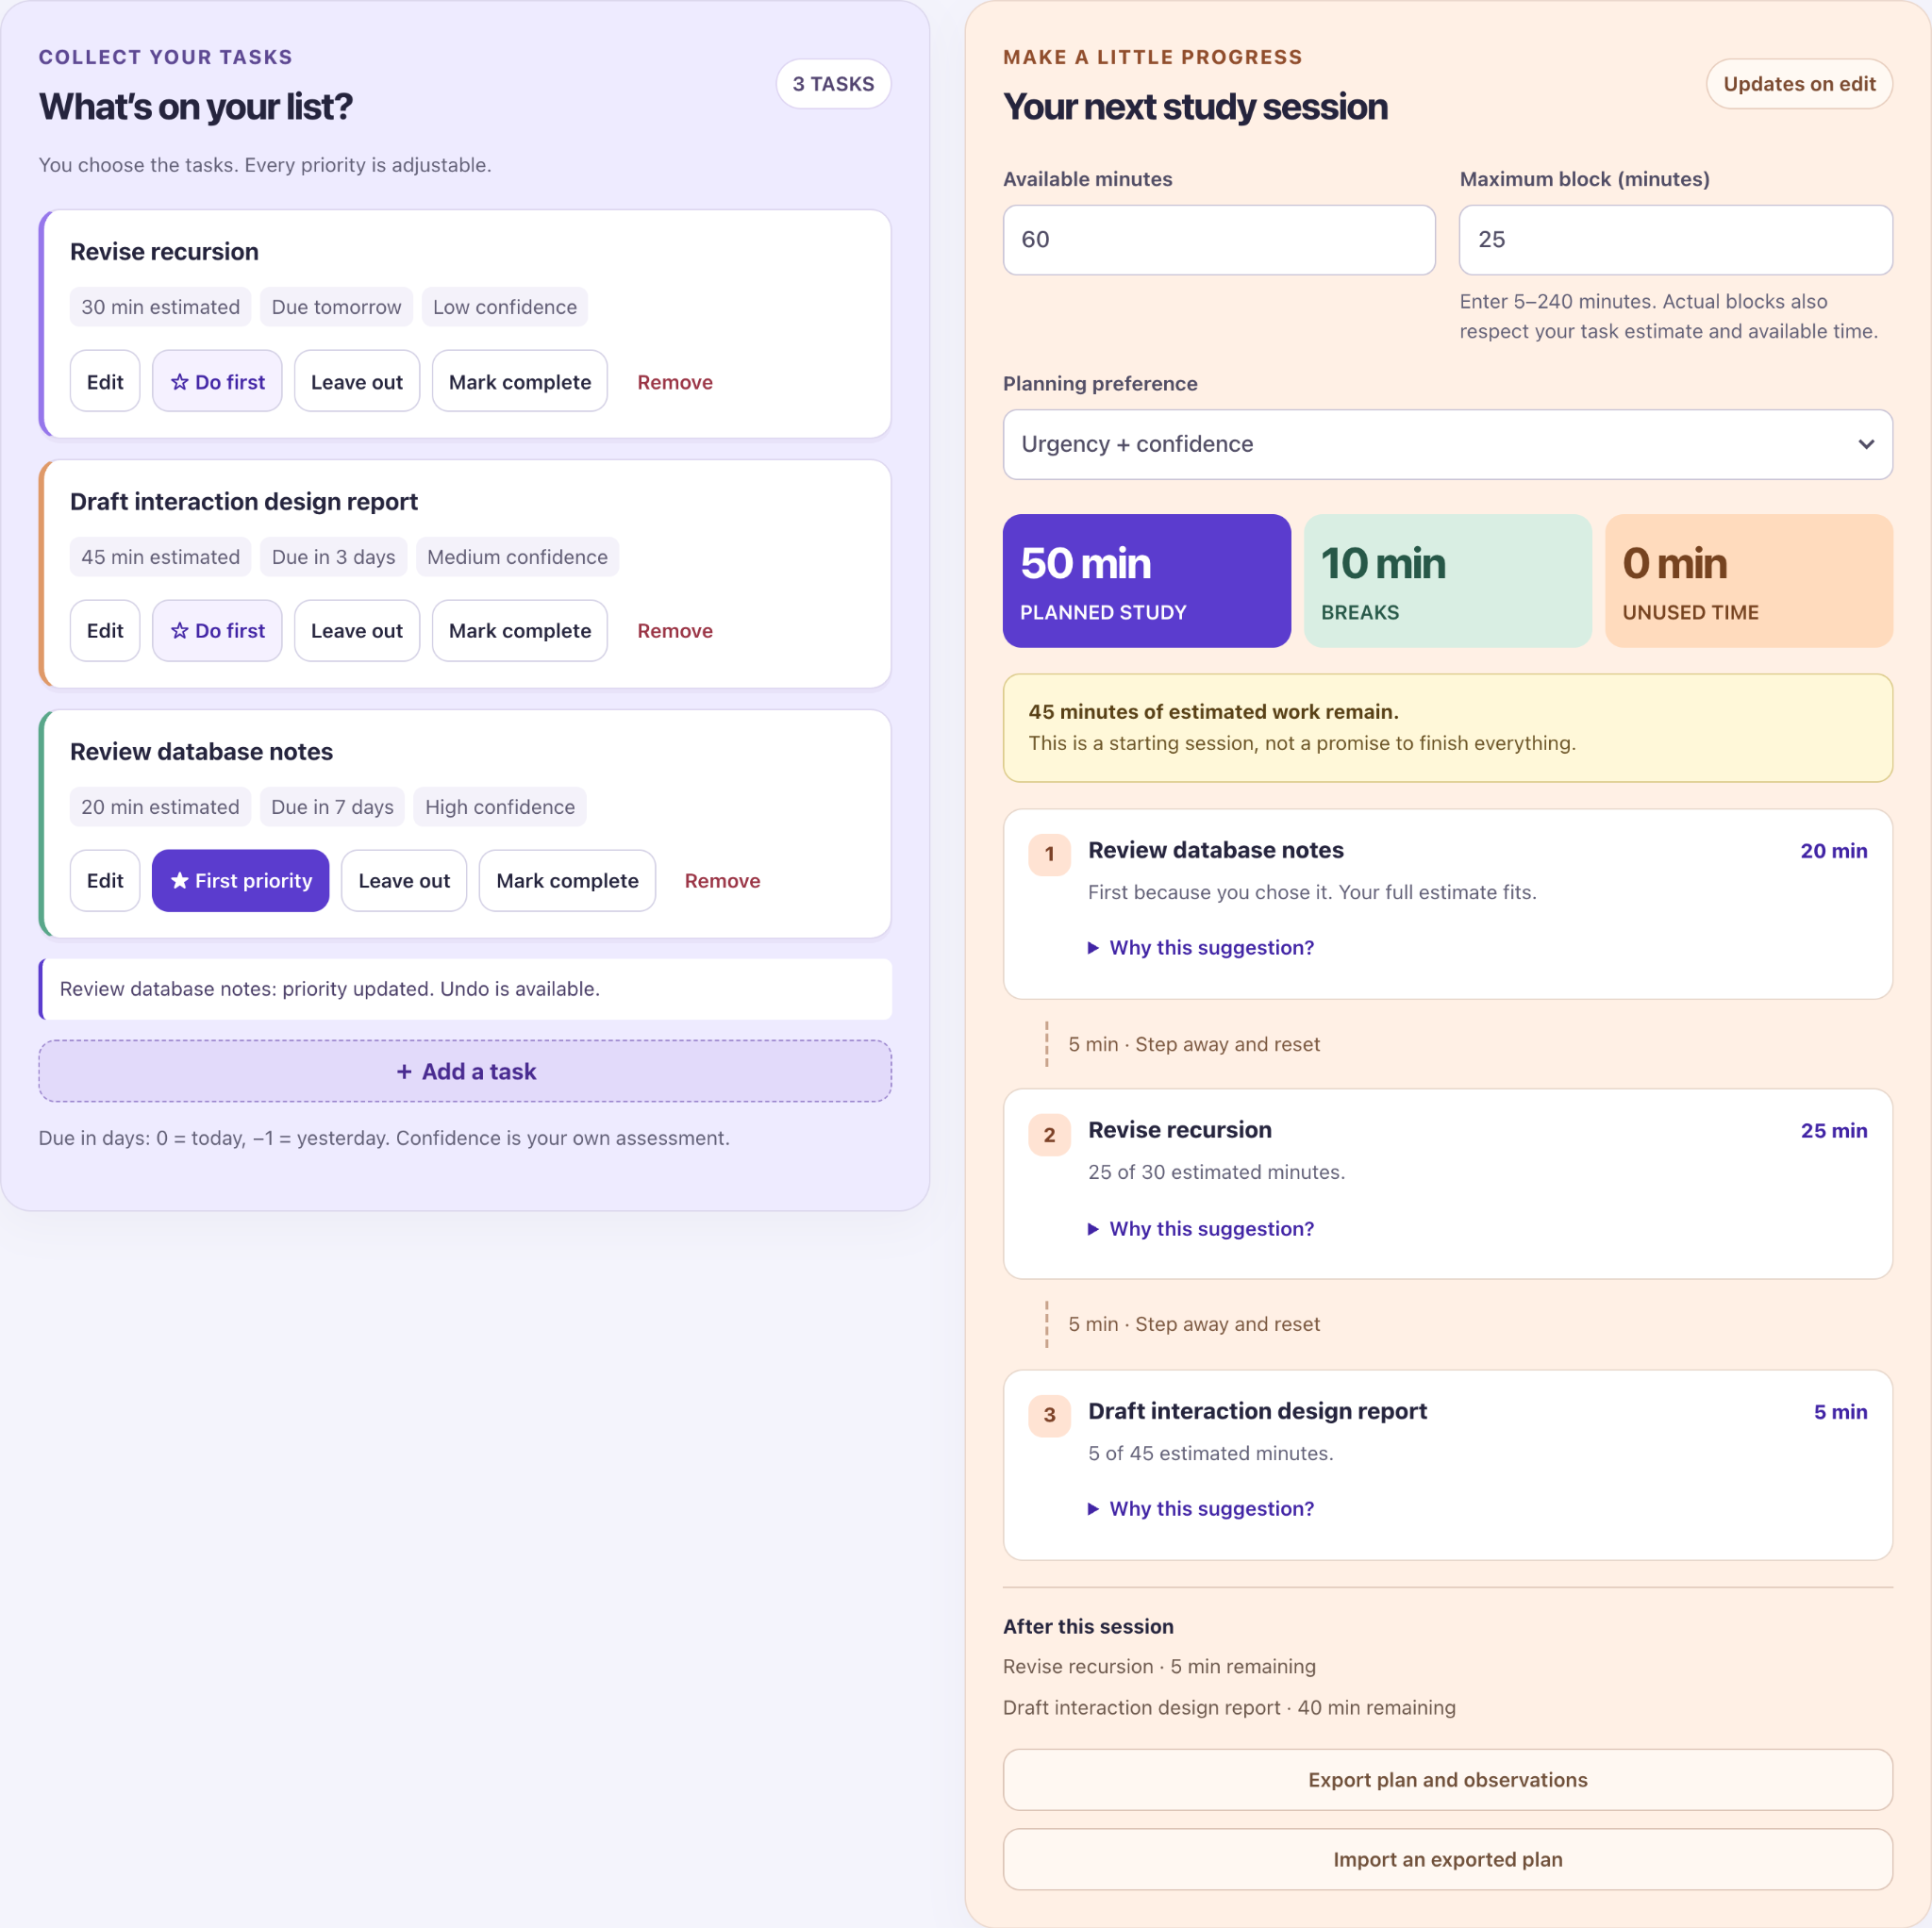 COLLECT YOUR TASKS
What's on your list?
3 TASKS
You choose the tasks. Every priority is adjustable.
Revise recursion
30 min estimated Due tomorrow Low confidence
Edit ☆ Do first Leave out Mark complete Remove
Draft interaction design report
45 min estimated Due in 3 days Medium confidence
Edit ☆ Do first Leave out Mark complete Remove
Review database notes
20 min estimated Due in 7 days High confidence
Edit ★ First priority Leave out Mark complete Remove
Review database notes: priority updated. Undo is available.
+ Add a task
Due in days: 0 = today, −1 = yesterday. Confidence is your own assessment.
MAKE A LITTLE PROGRESS
Your next study session
Updates on edit
Available minutes
60
Maximum block (minutes)
25
Enter 5–240 minutes. Actual blocks also
respect your task estimate and available time.
Planning preference
Urgency + confidence
50 min
PLANNED STUDY
10 min
BREAKS
0 min
UNUSED TIME
45 minutes of estimated work remain.
This is a starting session, not a promise to finish everything.
1 Review database notes 20 min
First because you chose it. Your full estimate fits.
▶ Why this suggestion?
5 min · Step away and reset
2 Revise recursion 25 min
25 of 30 estimated minutes.
▶ Why this suggestion?
5 min · Step away and reset
3 Draft interaction design report 5 min
5 of 45 estimated minutes.
▶ Why this suggestion?
After this session
Revise recursion · 5 min remaining
Draft interaction design report · 40 min remaining
Export plan and observations
Import an exported plan